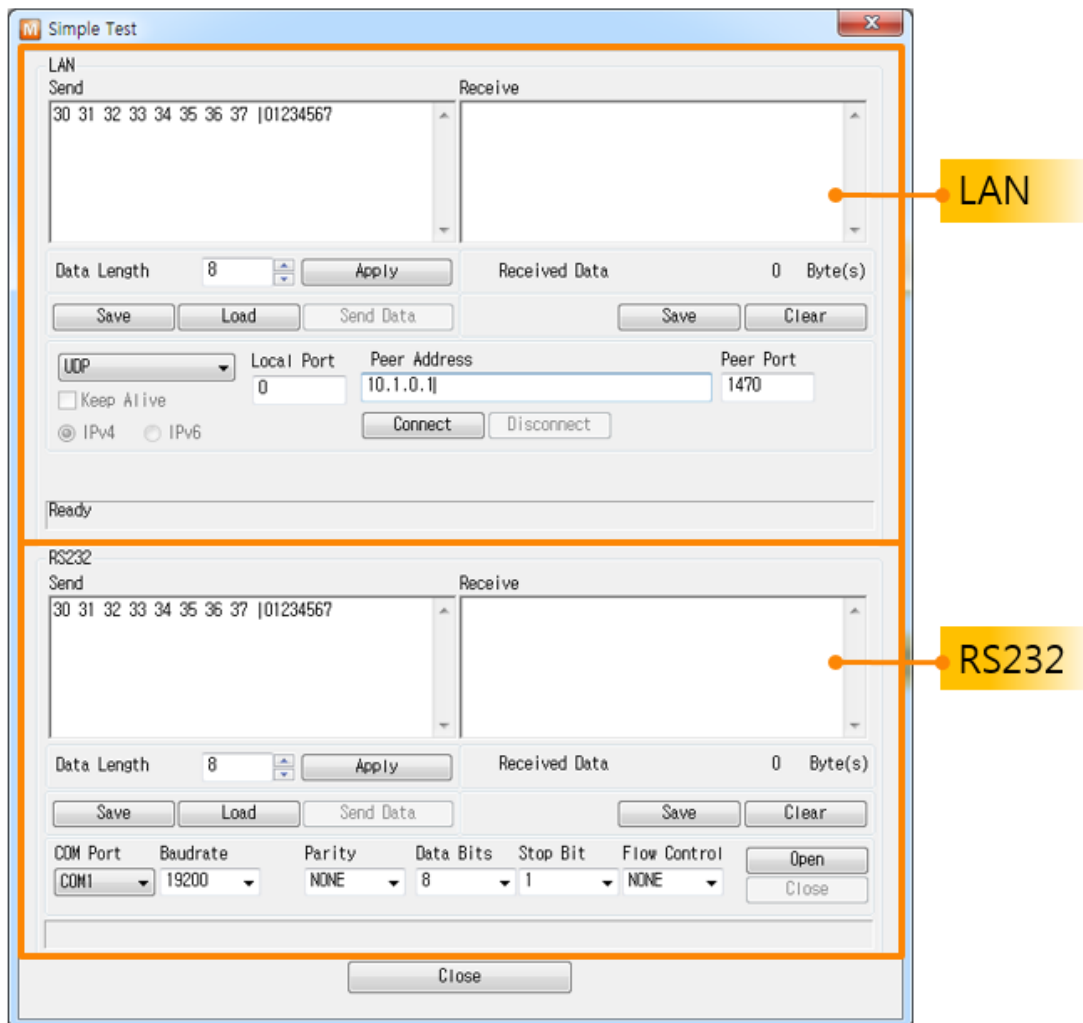 M Simple Test
LAN
Send Receive
30 31 32 33 34 35 36 37 |01234567
LAN
Data Length 8 Apply Received Data 0 Byte(s)
Save Load Send Data Save Clear
UDP Local Port Peer Address Peer Port
0 10.1.0.1 1470
Keep Alive
IPv4 IPv6 Connect Disconnect
Ready
RS232
Send Receive
30 31 32 33 34 35 36 37 |01234567
RS232
Data Length 8 Apply Received Data 0 Byte(s)
Save Load Send Data Save Clear
COM Port Baudrate Parity Data Bits Stop Bit Flow Control Open
COM1 19200 NONE 8 1 NONE Close
Close